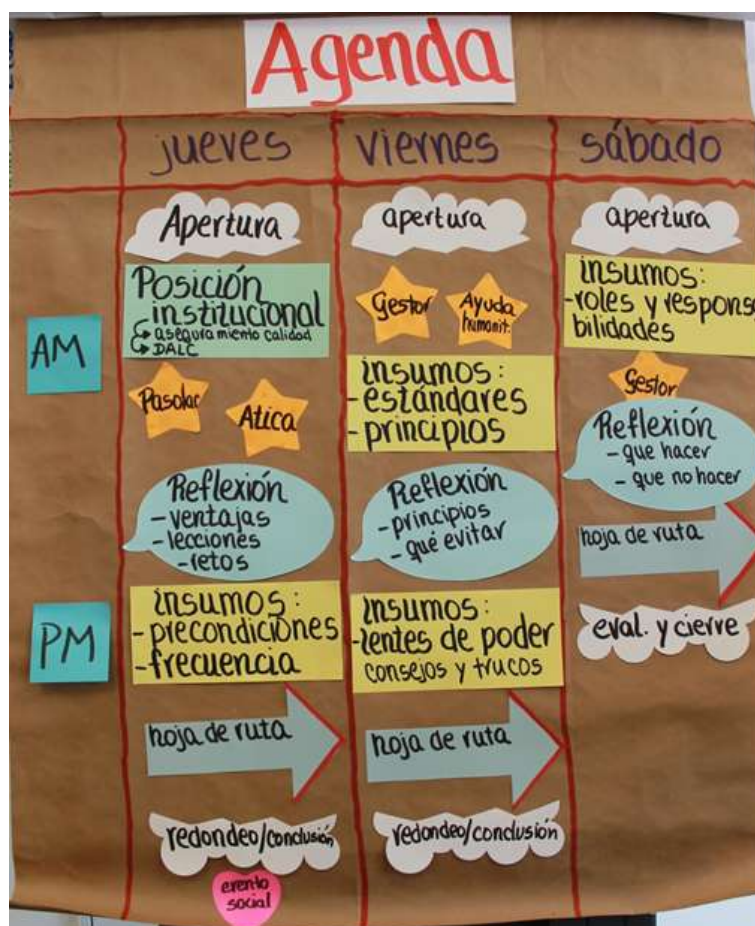 Agenda
jueves
viernes
sábado
AM
PM
Apertura
Posición
institucional
↳ aseguramiento calidad
↳ DALC
Pasolac
Atica
Reflexión
- ventajas
- lecciones
- retos
insumos:
- precondiciones
- frecuencia
hoja de ruta
redondeo/conclusión
evento
social
apertura
Gestor
Ayuda
humanit.
insumos:
- estándares
- principios
Reflexión
- principios
- qué evitar
insumos:
- lentes de poder
consejos y trucos
hoja de ruta
redondeo/conclusión
apertura
insumos:
- roles y respons
bilidades
Gestor
Reflexión
- que hacer
- que no hacer
hoja de ruta
eval. y cierre